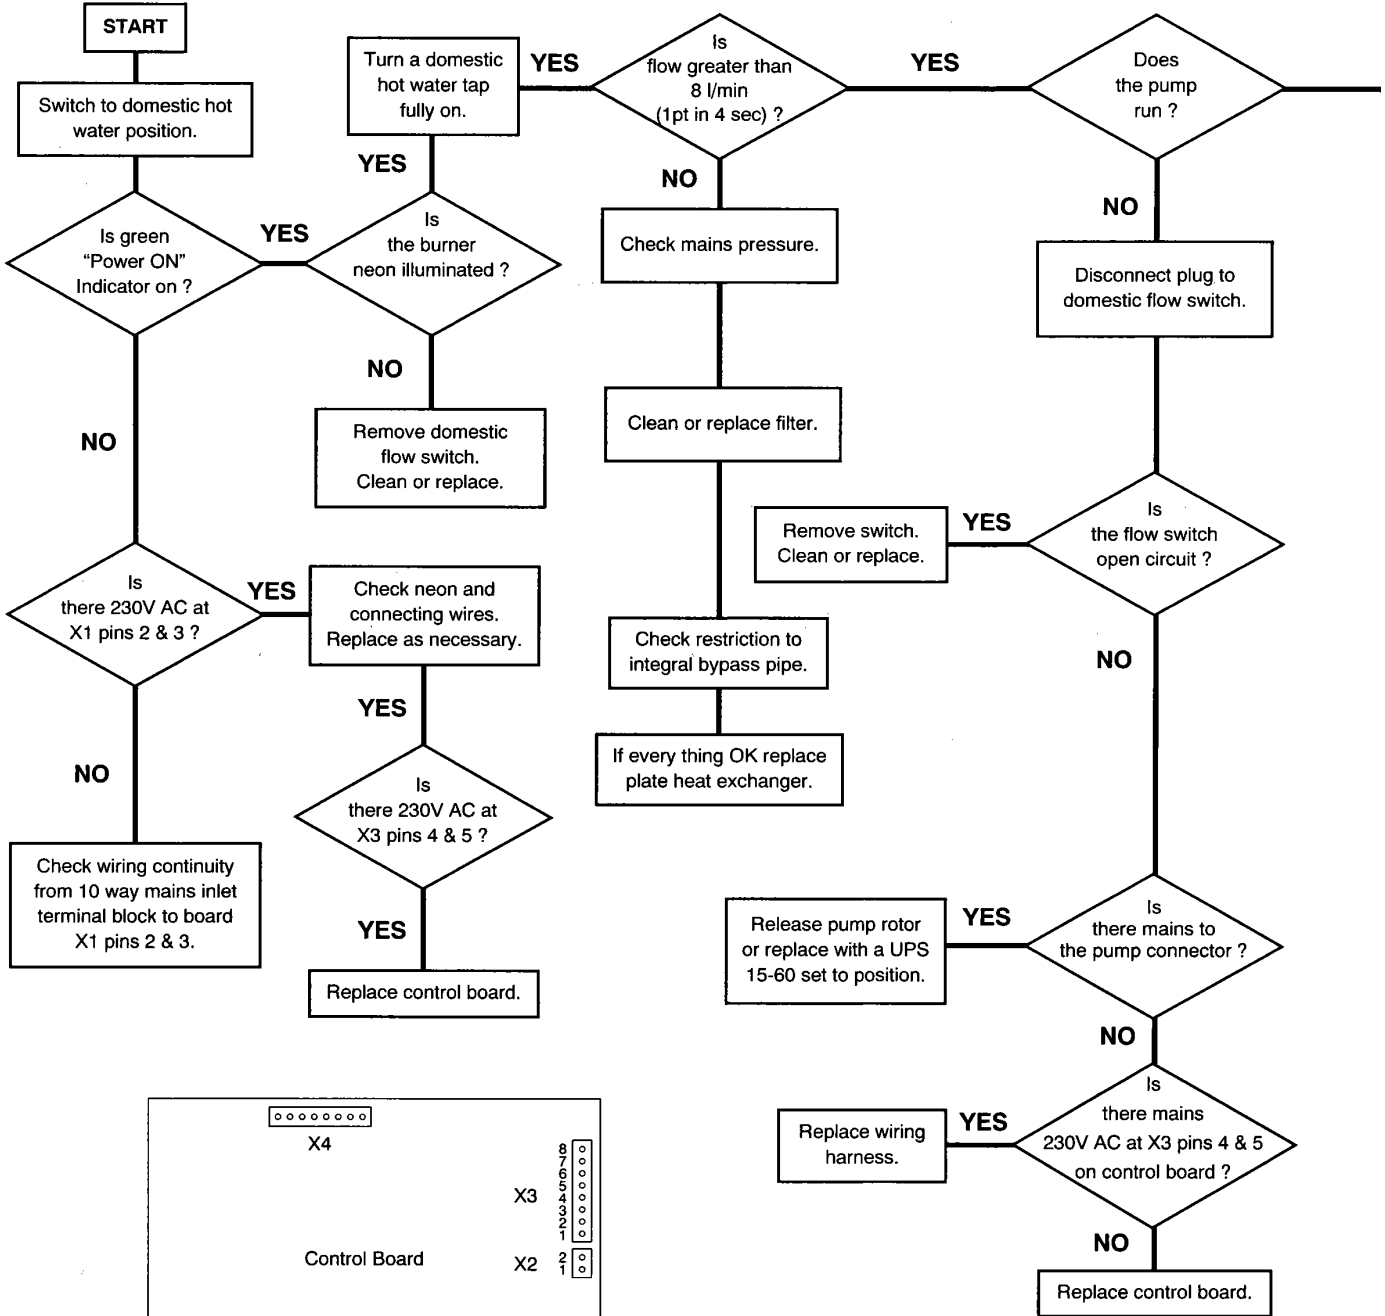 START
Switch to domestic hot
water position.
Is green
“Power ON”
Indicator on ?
YES
NO
Is
the burner
neon illuminated ?
YES
NO
Turn a domestic
hot water tap
fully on.
YES
Remove domestic
flow switch.
Clean or replace.
Is
there 230V AC at
X1 pins 2 & 3 ?
YES
NO
Check neon and
connecting wires.
Replace as necessary.
YES
Is
there 230V AC at
X3 pins 4 & 5 ?
YES
Replace control board.
Check wiring continuity
from 10 way mains inlet
terminal block to board
X1 pins 2 & 3.
Is
flow greater than
8 l/min
(1pt in 4 sec) ?
YES
NO
Check mains pressure.
Clean or replace filter.
Check restriction to
integral bypass pipe.
If every thing OK replace
plate heat exchanger.
Does
the pump
run ?
NO
Disconnect plug to
domestic flow switch.
Is
the flow switch
open circuit ?
YES
Remove switch.
Clean or replace.
NO
Is
there mains to
the pump connector ?
YES
Release pump rotor
or replace with a UPS
15-60 set to position.
NO
Is
there mains
230V AC at X3 pins 4 & 5
on control board ?
YES
Replace wiring
harness.
NO
Replace control board.
X4
X3
8
7
6
5
4
3
2
1
Control Board
X2
2
1